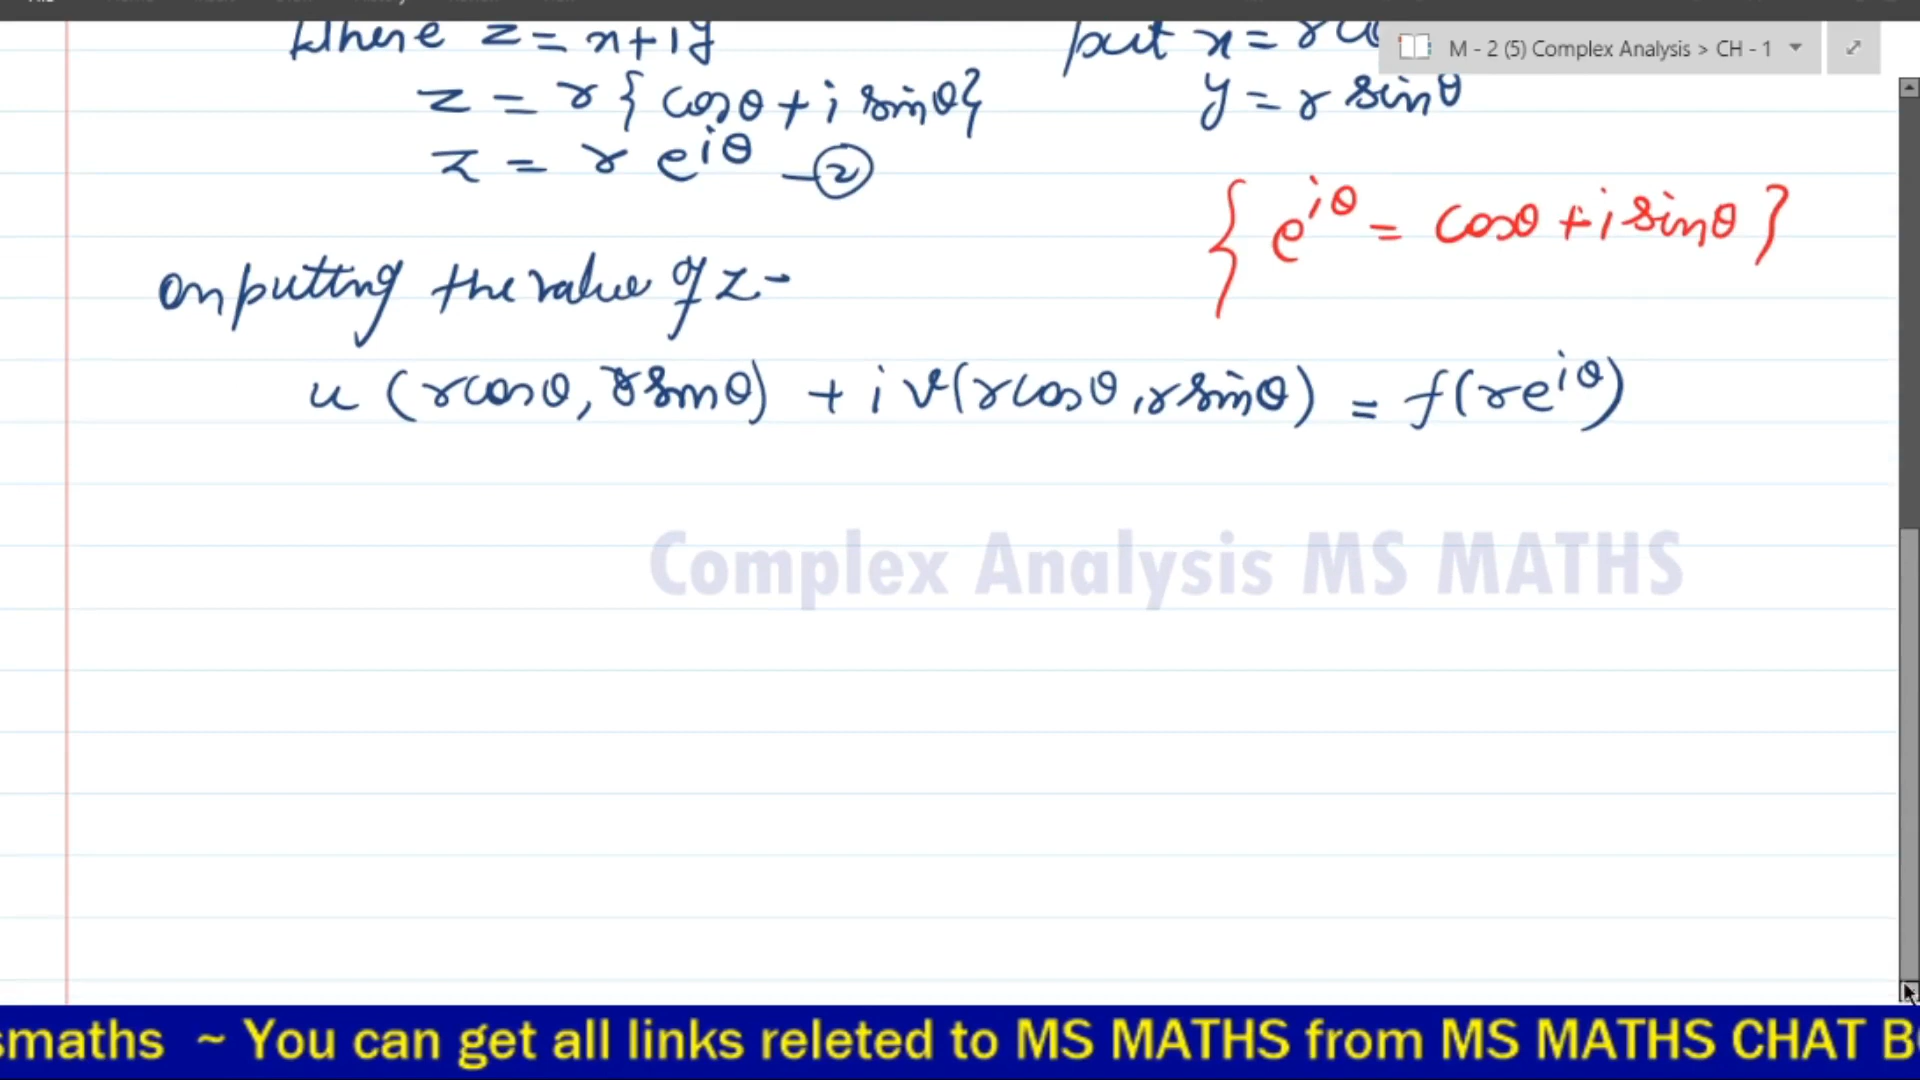 where z = x+iy
put x = r
M - 2 (5) Complex Analysis > CH - 1
z = r { cosθ + i sinθ}
y = r sinθ
z = r e^{iθ} —②
{ e^{iθ} = cosθ + i sinθ }
on putting the value of z -
u (r cosθ, r sinθ) + i v(r cosθ, r sinθ) = f(re^{iθ})
Complex Analysis MS MATHS
smaths ~ You can get all links releted to MS MATHS from MS MATHS CHAT